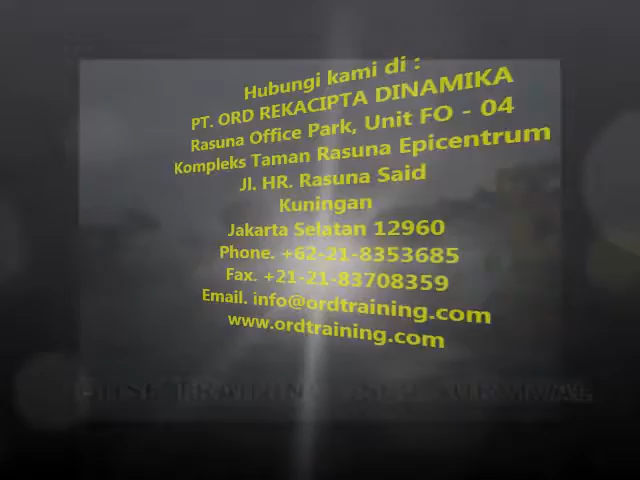 Hubungi kami di :
PT. ORD REKACIPTA DINAMIKA
Rasuna Office Park, Unit FO - 04
Kompleks Taman Rasuna Epicentrum
Jl. HR. Rasuna Said
Kuningan
Jakarta Selatan 12960
Phone. +62-21-8353685
Fax. +21-21-83708359
Email. info@ordtraining.com
www.ordtraining.com